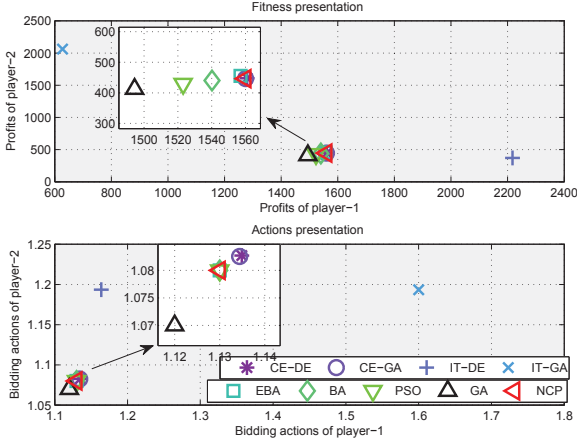 Fitness presentation
2500
2000
1500
1000
500
0
Profits of player−2
600
500
400
300
1500 1520 1540 1560
600 800 1000 1200 1400 1600 1800 2000 2200 2400
Profits of player−1
Actions presentation
1.25
1.2
1.15
1.1
1.05
Bidding actions of player−2
1.08
1.075
1.07
1.12 1.13 1.14
CE−DE CE−GA IT−DE IT−GA
EBA BA PSO GA NCP
1.1 1.2 1.3 1.4 1.5 1.6 1.7 1.8
Bidding actions of player−1